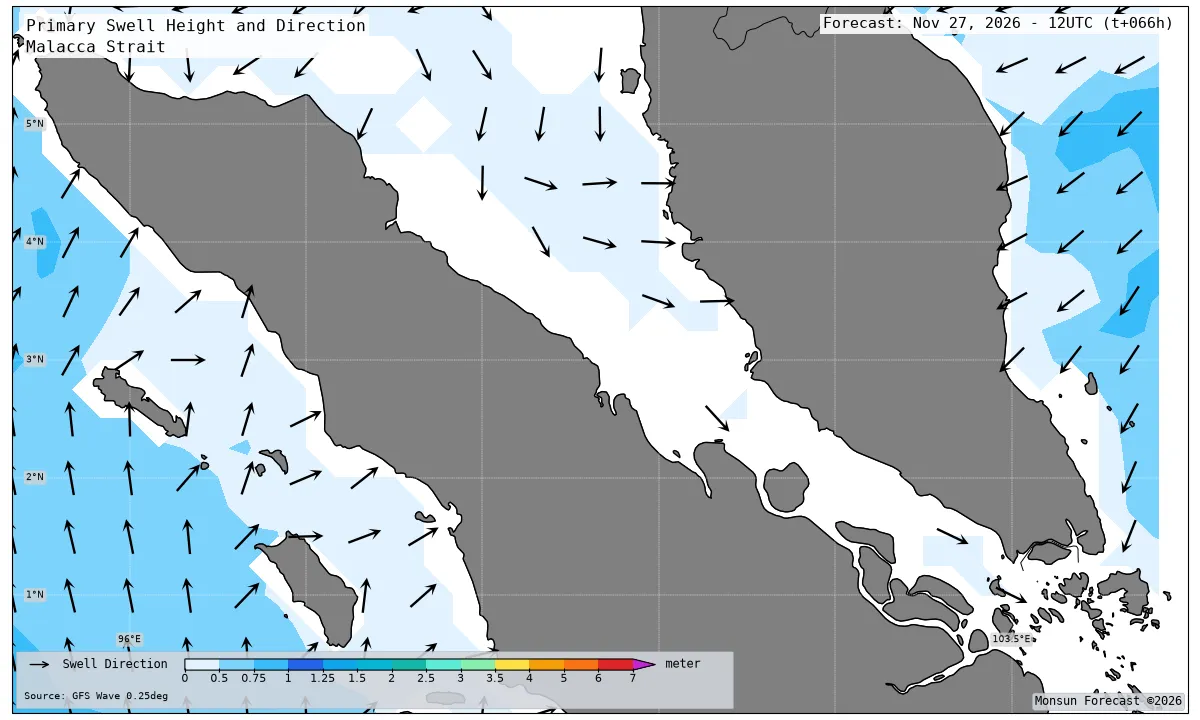 Primary Swell Height and Direction
Malacca Strait
Forecast: Nov 27, 2026 - 12UTC (t+066h)
5°N
4°N
3°N
2°N
1°N
96°E
103.5°E
Swell Direction
meter
0 0.5 0.75 1 1.25 1.5 2 2.5 3 3.5 4 5 6 7
Source: GFS Wave 0.25deg
Monsun Forecast ©2026